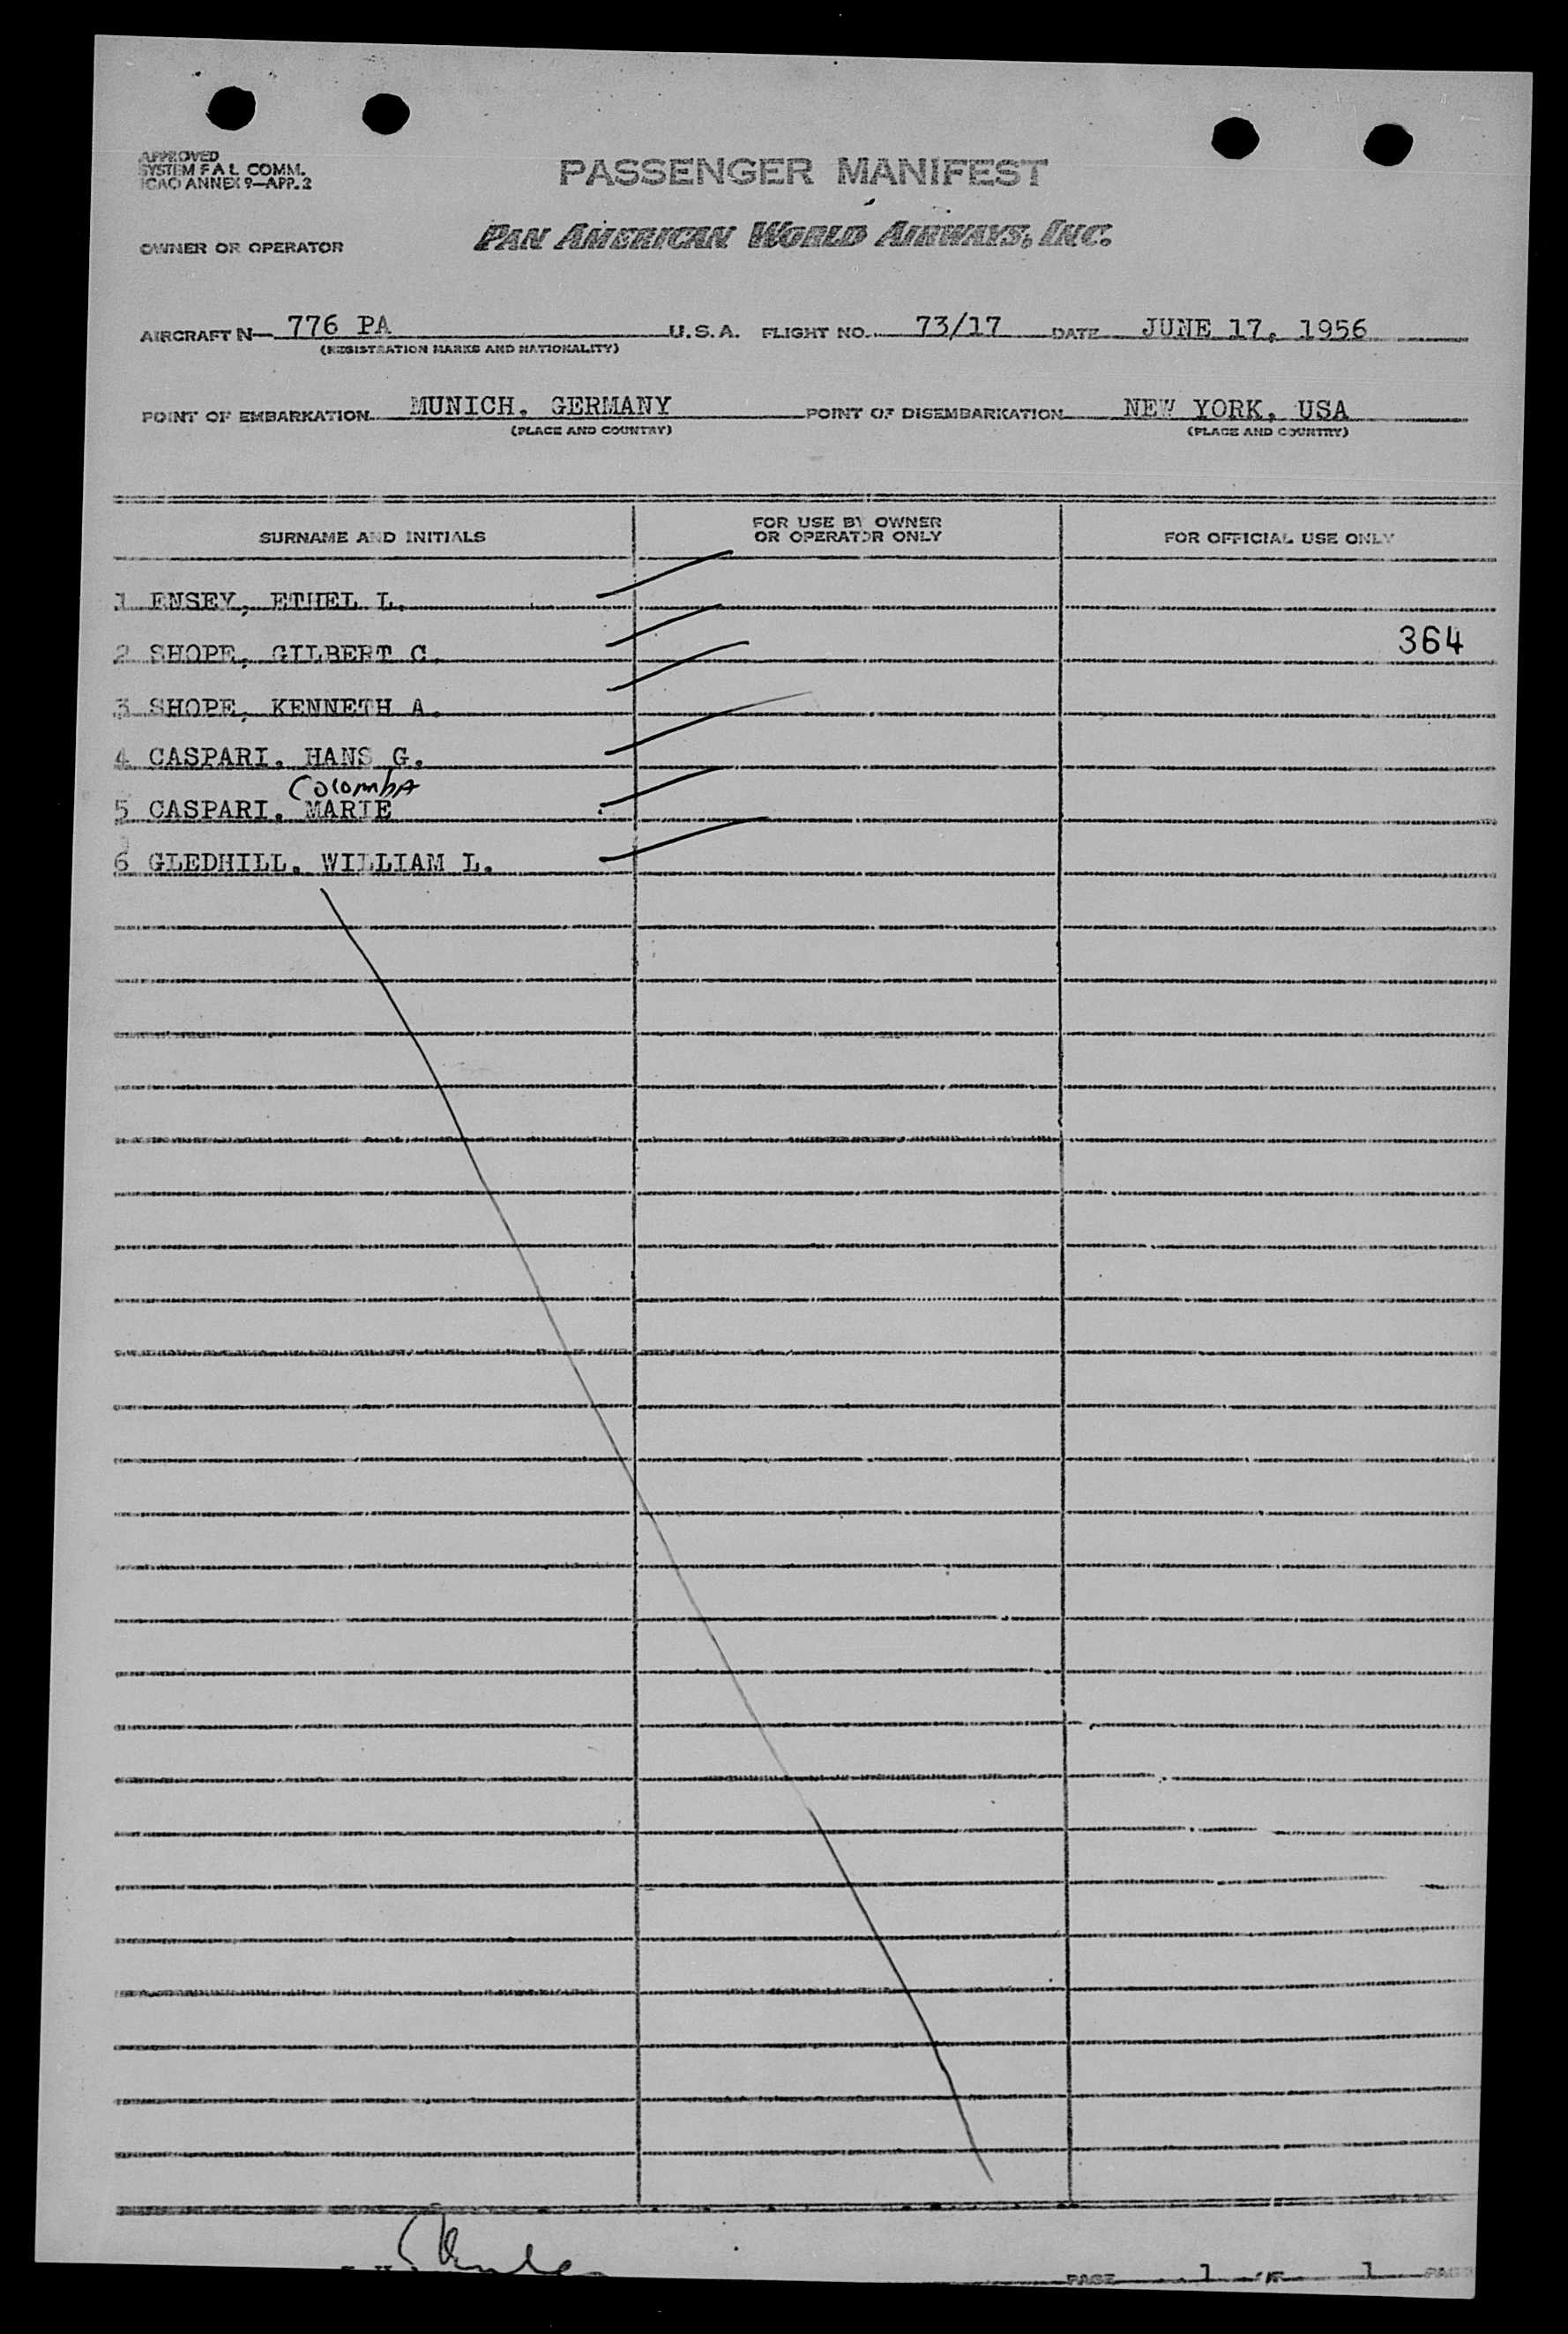 APPROVED
SYSTEM F A L COMM.
ICAO ANNEX 9—APP. 2
PASSENGER MANIFEST
OWNER OR OPERATOR PAN AMERICAN WORLD AIRWAYS, INC.
AIRCRAFT N— 776 PA U.S.A. FLIGHT NO. 73/17 DATE JUNE 17, 1956
(REGISTRATION MARKS AND NATIONALITY)
POINT OF EMBARKATION MUNICH, GERMANY POINT OF DISEMBARKATION NEW YORK, USA
(PLACE AND COUNTRY) (PLACE AND COUNTRY)
SURNAME AND INITIALS FOR USE BY OWNER OR OPERATOR ONLY FOR OFFICIAL USE ONLY
1 ENSEY, ETHEL L.
2 SHOPE, GILBERT C. 364
3 SHOPE, KENNETH A.
4 CASPARI, HANS G.
Colomba
5 CASPARI, MARIE
6 GLEDHILL, WILLIAM L.
PAGE 1 OF 1 PAGE